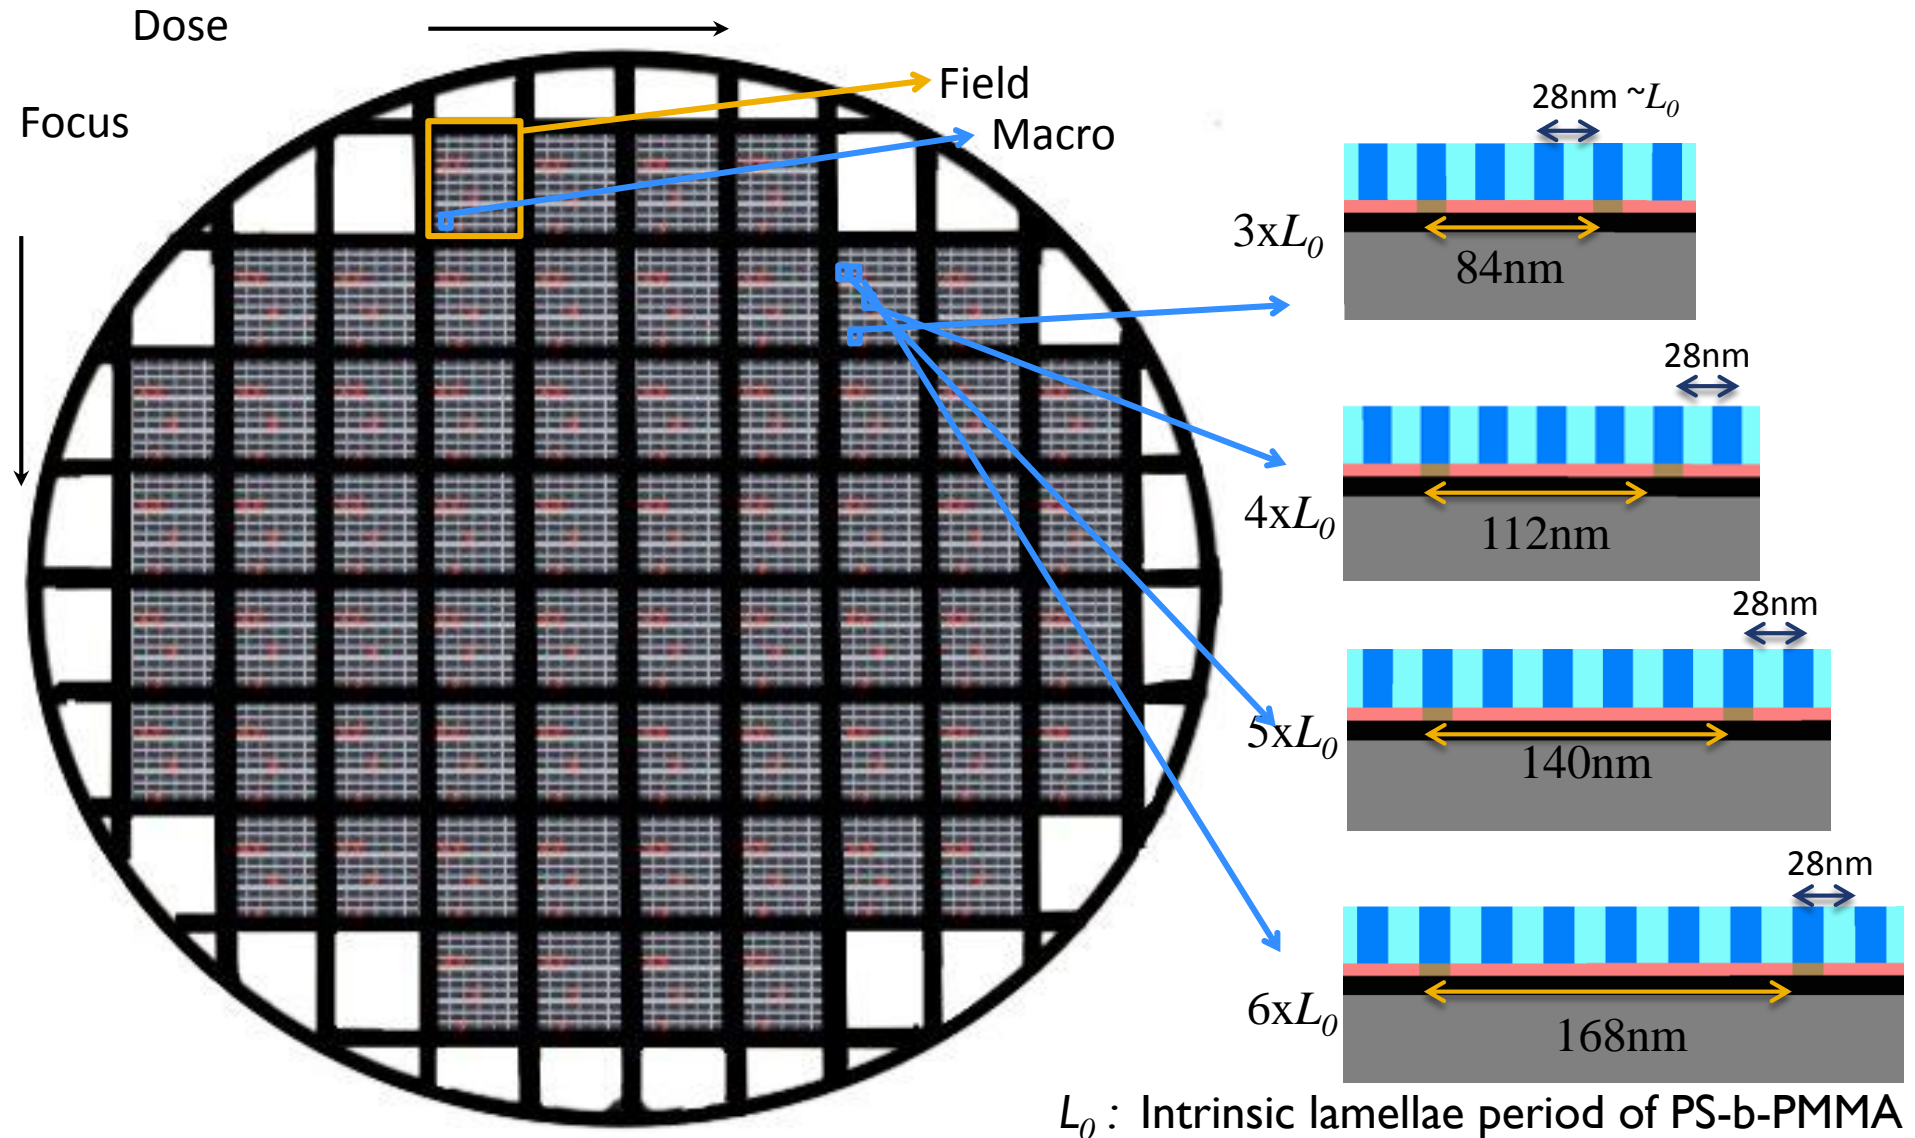 Dose
Focus
Field
Macro
28nm ~L₀
3xL₀
84nm
28nm
4xL₀
112nm
28nm
5xL₀
140nm
28nm
6xL₀
168nm
L₀ : Intrinsic lamellae period of PS-b-PMMA